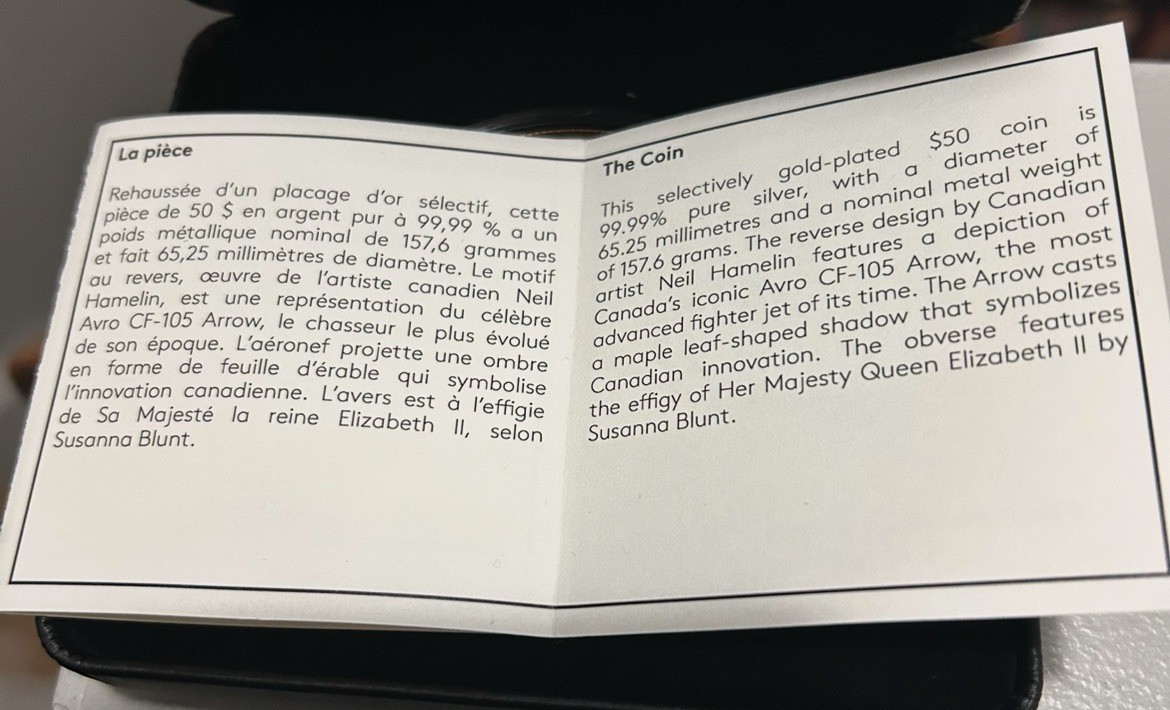 La pièce
Rehaussée d'un placage d'or sélectif, cette
pièce de 50 $ en argent pur à 99,99 % a un
poids métallique nominal de 157,6 grammes
et fait 65,25 millimètres de diamètre. Le motif
au revers, œuvre de l'artiste canadien Neil
Hamelin, est une représentation du célèbre
Avro CF-105 Arrow, le chasseur le plus évolué
de son époque. L'aéronef projette une ombre
en forme de feuille d'érable qui symbolise
l'innovation canadienne. L'avers est à l'effigie
de Sa Majesté la reine Elizabeth II, selon
Susanna Blunt.
The Coin
This selectively gold-plated $50 coin is
99.99% pure silver, with a diameter of
65.25 millimetres and a nominal metal weight
of 157.6 grams. The reverse design by Canadian
artist Neil Hamelin features a depiction of
Canada's iconic Avro CF-105 Arrow, the most
advanced fighter jet of its time. The Arrow casts
a maple leaf-shaped shadow that symbolizes
Canadian innovation. The obverse features
the effigy of Her Majesty Queen Elizabeth II by
Susanna Blunt.